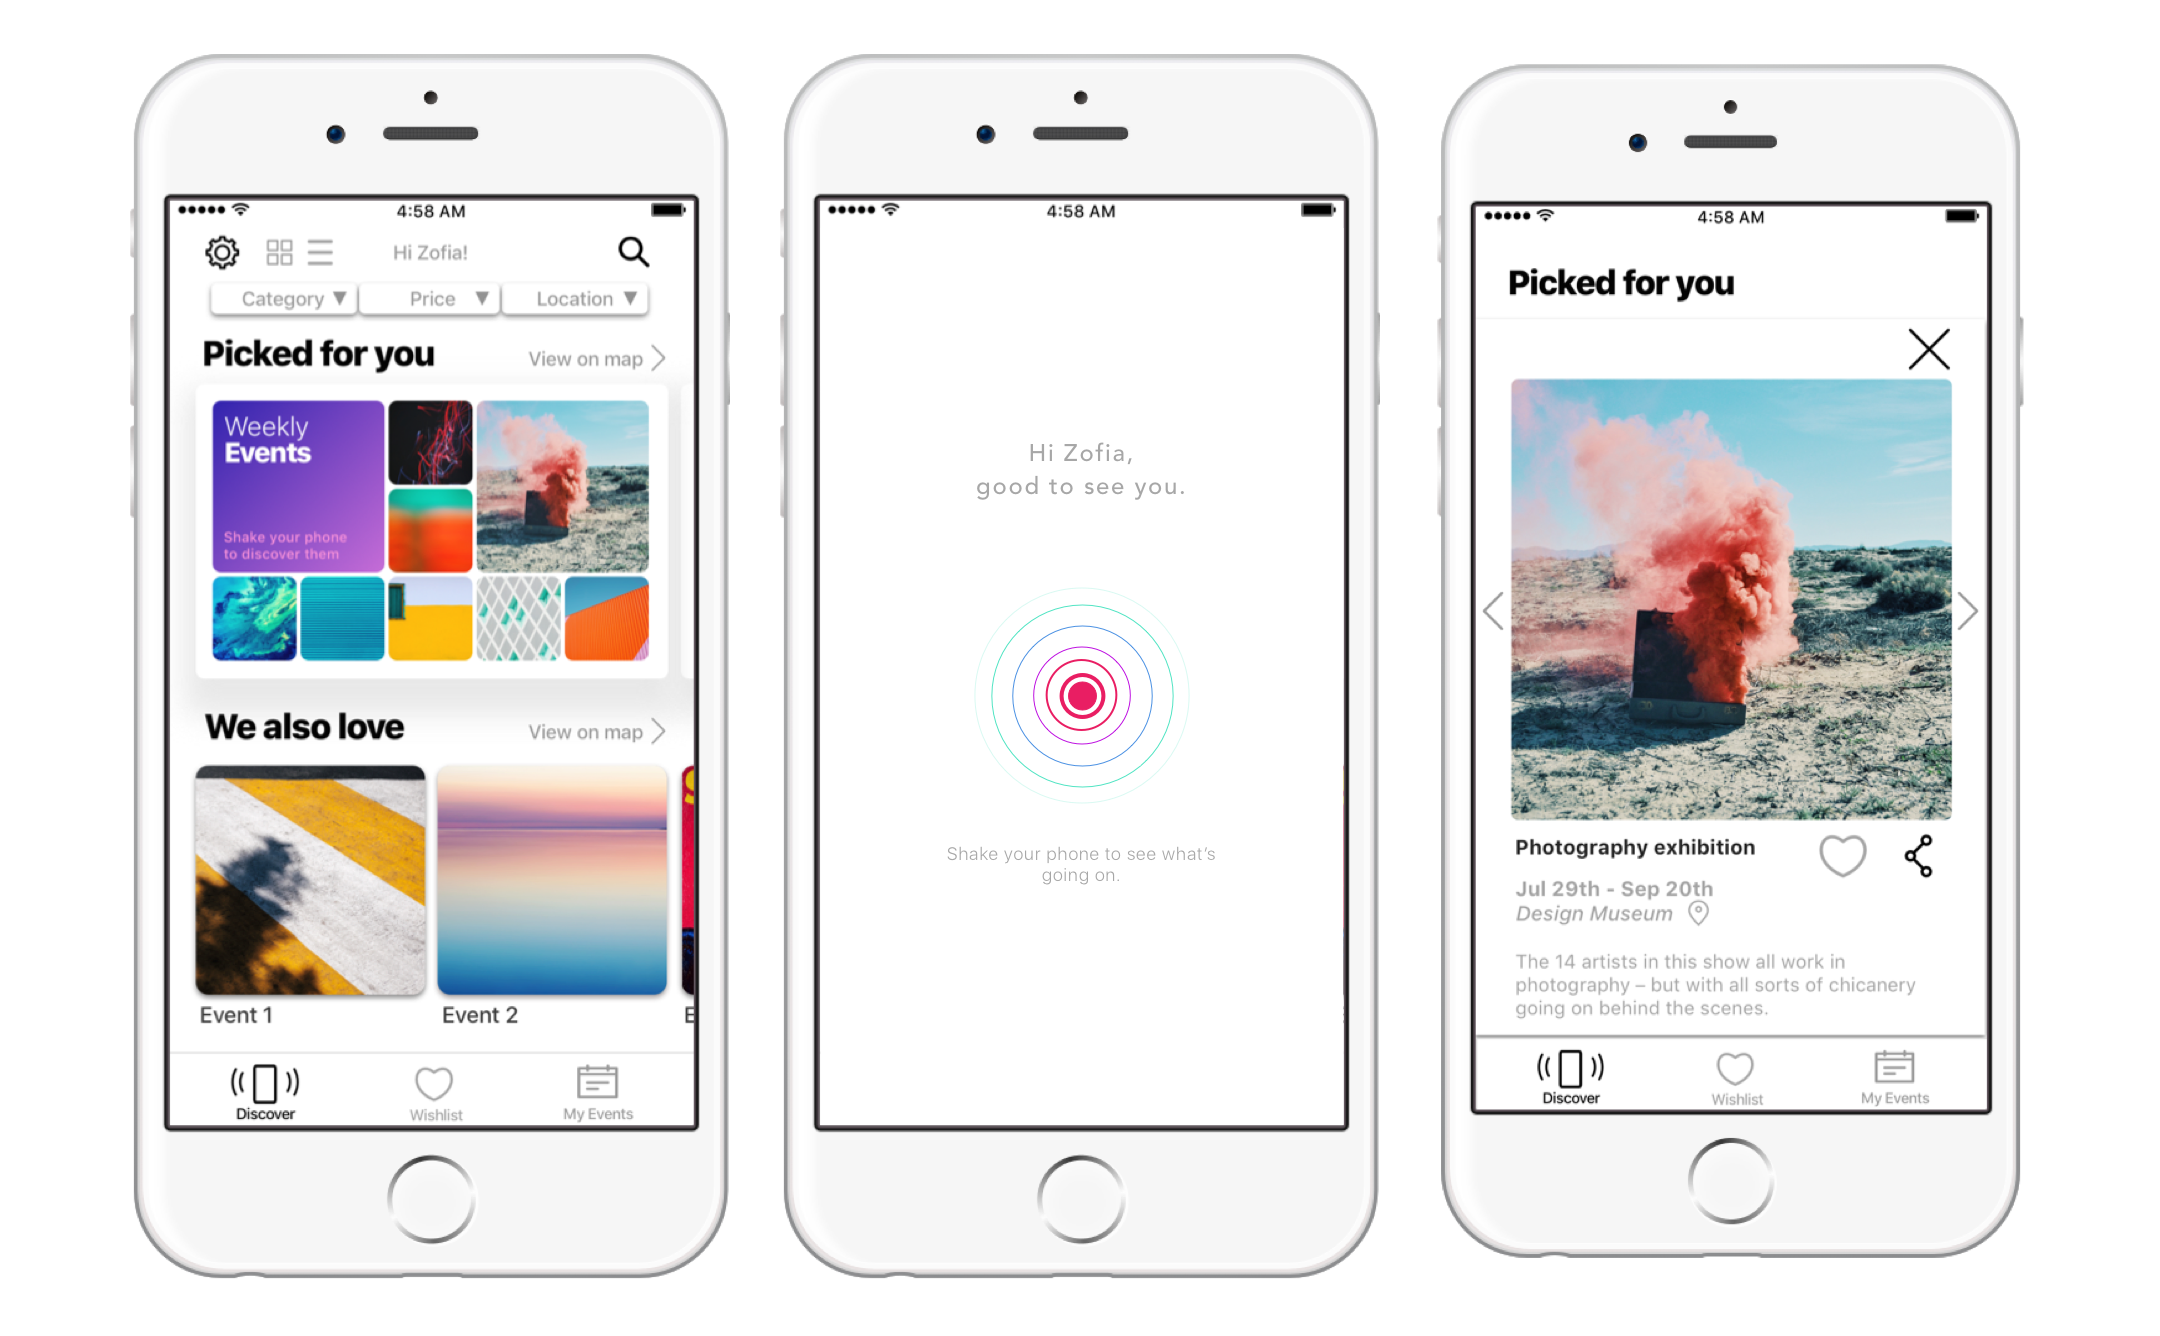 4:58 AM
Hi Zofia!
Category ▼ Price ▼ Location ▼
Picked for you
View on map
Weekly
Events
Shake your phone
to discover them
We also love
View on map
Event 1
Event 2
E
Discover
Wishlist
My Events
4:58 AM
Hi Zofia,
good to see you.
Shake your phone to see what's
going on.
4:58 AM
Picked for you
Photography exhibition
Jul 29th - Sep 20th
Design Museum
The 14 artists in this show all work in
photography – but with all sorts of chicanery
going on behind the scenes.
Discover
Wishlist
My Events